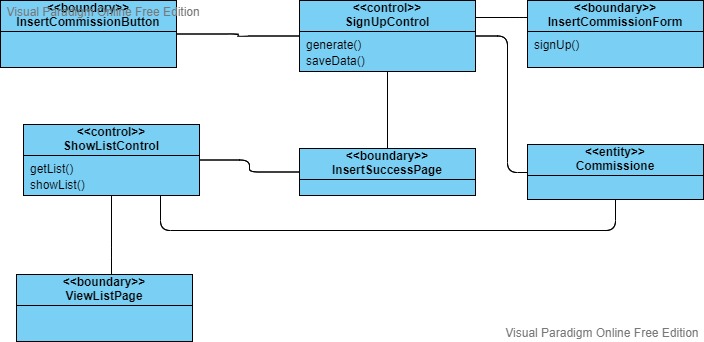 Visual Paradigm Online Free Edition
<<boundary>>
InsertCommissionButton
<<control>>
SignUpControl
generate()
saveData()
<<boundary>>
InsertCommissionForm
signUp()
<<control>>
ShowListControl
getList()
showList()
<<boundary>>
InsertSuccessPage
<<entity>>
Commissione
<<boundary>>
ViewListPage
Visual Paradigm Online Free Edition